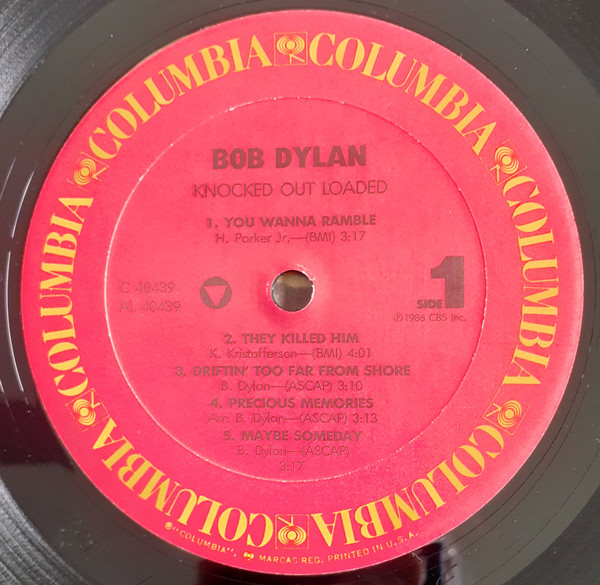 COLUMBIA COLUMBIA COLUMBIA COLUMBIA COLUMBIA COLUMBIA
BOB DYLAN
KNOCKED OUT LOADED
1. YOU WANNA RAMBLE
H. Parker Jr.—(BMI) 3:17
C 40439
AL 40439
SIDE 1
℗1986 CBS Inc.
2. THEY KILLED HIM
K. Kristofferson—(BMI) 4:01
3. DRIFTIN' TOO FAR FROM SHORE
B. Dylan—(ASCAP) 3:10
4. PRECIOUS MEMORIES
Arr: B. Dylan—(ASCAP) 3:13
5. MAYBE SOMEDAY
B. Dylan—(ASCAP)
3:17
®"COLUMBIA", MARCAS REG. PRINTED IN U.S.A.